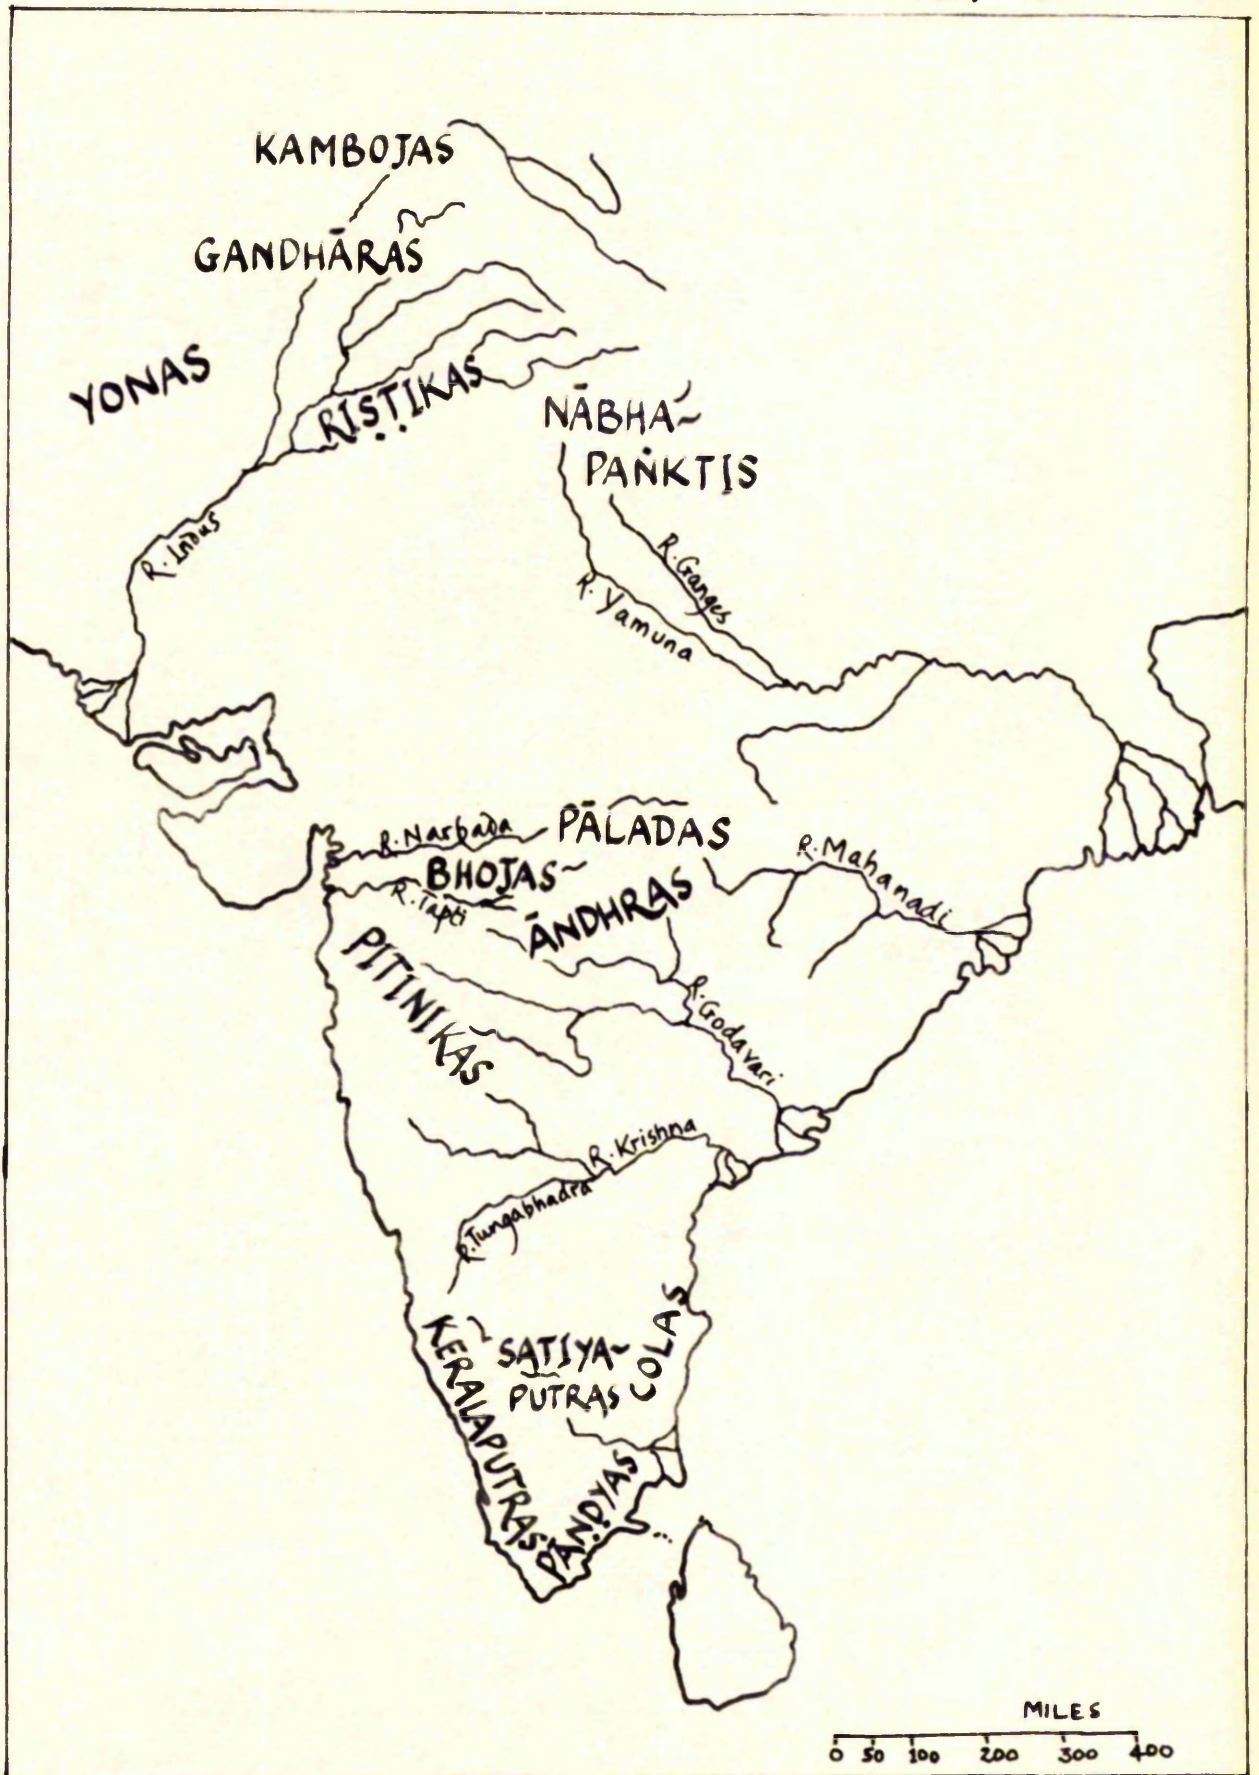 KAMBOJAS
GANDHĀRAS
YONAS
RIṢṬIKAS
NĀBHA-
PAṄKTIS
R. Indus
R. Ganges
R. Yamuna
R. Narbada
PĀLADAS
R. Mahanadi
BHOJAS
R. Tapti
ĀNDHRAS
PITINIKAS
R. Godavari
R. Krishna
R. Tungabhadra
KERALAPUTRAS
SATIYA-
PUTRAS
COLAS
PĀṆḌYAS
MILES
0 50 100 200 300 400